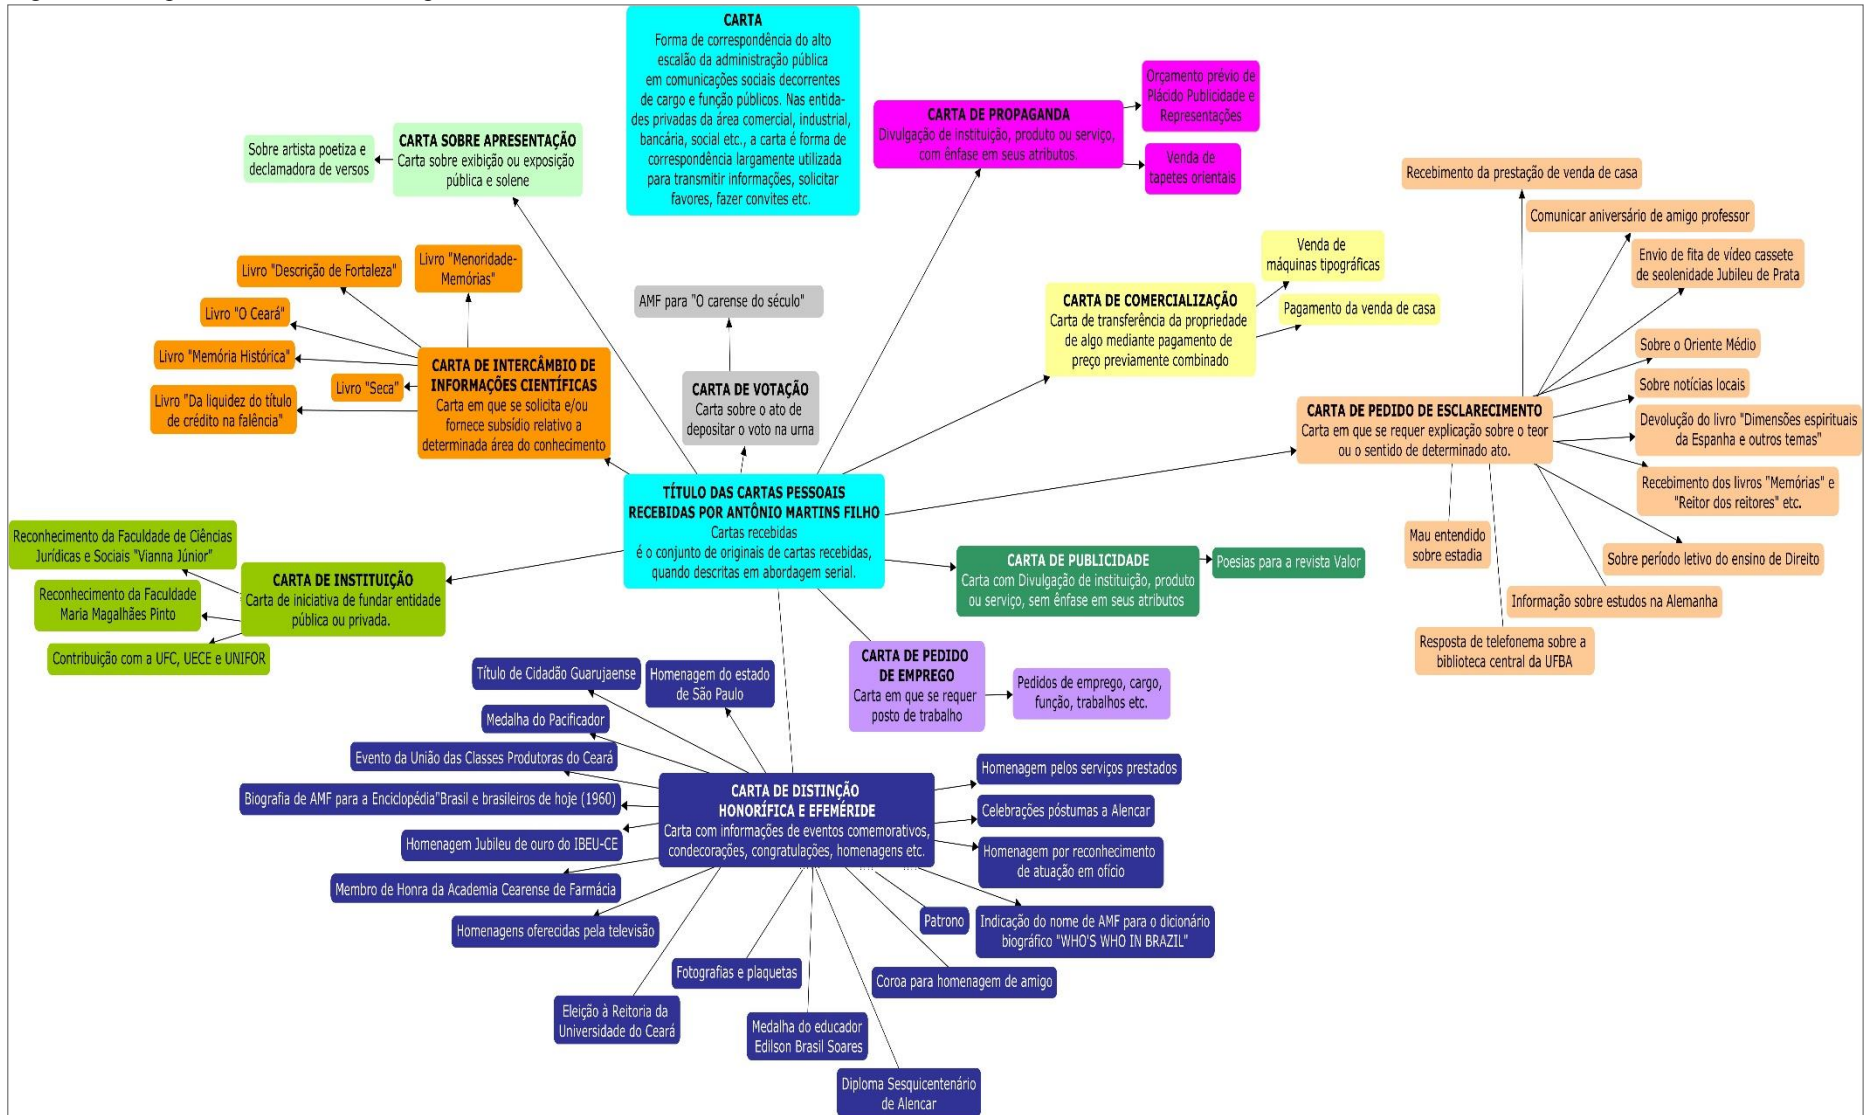 CARTA
Forma de correspondência do alto
escalão da administração pública
em comunicações sociais decorrentes
de cargo e função públicos. Nas entida-
des privadas da área comercial, industrial,
bancária, social etc., a carta é forma de
correspondência largamente utilizada
para transmitir informações, solicitar
favores, fazer convites etc.
CARTA DE PROPAGANDA
Divulgação de instituição, produto ou serviço,
com ênfase em seus atributos.
Orçamento prévio de
Plácido Publicidade e
Representações
Venda de
tapetes orientais
CARTA SOBRE APRESENTAÇÃO
Carta sobre exibição ou exposição
pública e solene
Sobre artista poetiza e
declamadora de versos
CARTA DE INTERCÂMBIO DE
INFORMAÇÕES CIENTÍFICAS
Carta em que se solicita e/ou
fornece subsídio relativo a
determinada área do conhecimento
Livro "Menoridade-
Memórias"
Livro "Descrição de Fortaleza"
Livro "O Ceará"
Livro "Memória Histórica"
Livro "Seca"
Livro "Da liquidez do título
de crédito na falência"
AMF para "O carense do século"
CARTA DE VOTAÇÃO
Carta sobre o ato de
depositar o voto na urna
CARTA DE COMERCIALIZAÇÃO
Carta de transferência da propriedade
de algo mediante pagamento de
preço previamente combinado
Venda de
máquinas tipográficas
Pagamento da venda de casa
CARTA DE PEDIDO DE ESCLARECIMENTO
Carta em que se requer explicação sobre o teor
ou o sentido de determinado ato.
Recebimento da prestação de venda de casa
Comunicar aniversário de amigo professor
Envio de fita de vídeo cassete
de seolenidade Jubileu de Prata
Sobre o Oriente Médio
Sobre notícias locais
Devolução do livro "Dimensões espirituais
da Espanha e outros temas"
Recebimento dos livros "Memórias" e
"Reitor dos reitores" etc.
Sobre período letivo do ensino de Direito
Informação sobre estudos na Alemanha
Resposta de telefonema sobre a
biblioteca central da UFBA
Mau entendido
sobre estadia
TÍTULO DAS CARTAS PESSOAIS
RECEBIDAS POR ANTÔNIO MARTINS FILHO
Cartas recebidas
é o conjunto de originais de cartas recebidas,
quando descritas em abordagem serial.
CARTA DE PUBLICIDADE
Carta com Divulgação de instituição, produto
ou serviço, sem ênfase em seus atributos
Poesias para a revista Valor
CARTA DE PEDIDO
DE EMPREGO
Carta em que se requer
posto de trabalho
Pedidos de emprego, cargo,
função, trabalhos etc.
CARTA DE INSTITUIÇÃO
Carta de iniciativa de fundar entidade
pública ou privada.
Reconhecimento da Faculdade de Ciências
Jurídicas e Sociais "Vianna Júnior"
Reconhecimento da Faculdade
Maria Magalhães Pinto
Contribuição com a UFC, UECE e UNIFOR
CARTA DE DISTINÇÃO
HONORÍFICA E EFEMÉRIDE
Carta com informações de eventos comemorativos,
condecorações, congratulações, homenagens etc.
Título de Cidadão Guarujaense
Homenagem do estado
de São Paulo
Medalha do Pacificador
Evento da União das Classes Produtoras do Ceará
Biografia de AMF para a Enciclopédia"Brasil e brasileiros de hoje (1960)
Homenagem Jubileu de ouro do IBEU-CE
Membro de Honra da Academia Cearense de Farmácia
Homenagens oferecidas pela televisão
Eleição à Reitoria da
Universidade do Ceará
Fotografias e plaquetas
Medalha do educador
Edilson Brasil Soares
Diploma Sesquicentenário
de Alencar
Coroa para homenagem de amigo
Patrono
Indicação do nome de AMF para o dicionário
biográfico "WHO'S WHO IN BRAZIL"
Homenagem por reconhecimento
de atuação em ofício
Celebrações póstumas a Alencar
Homenagem pelos serviços prestados